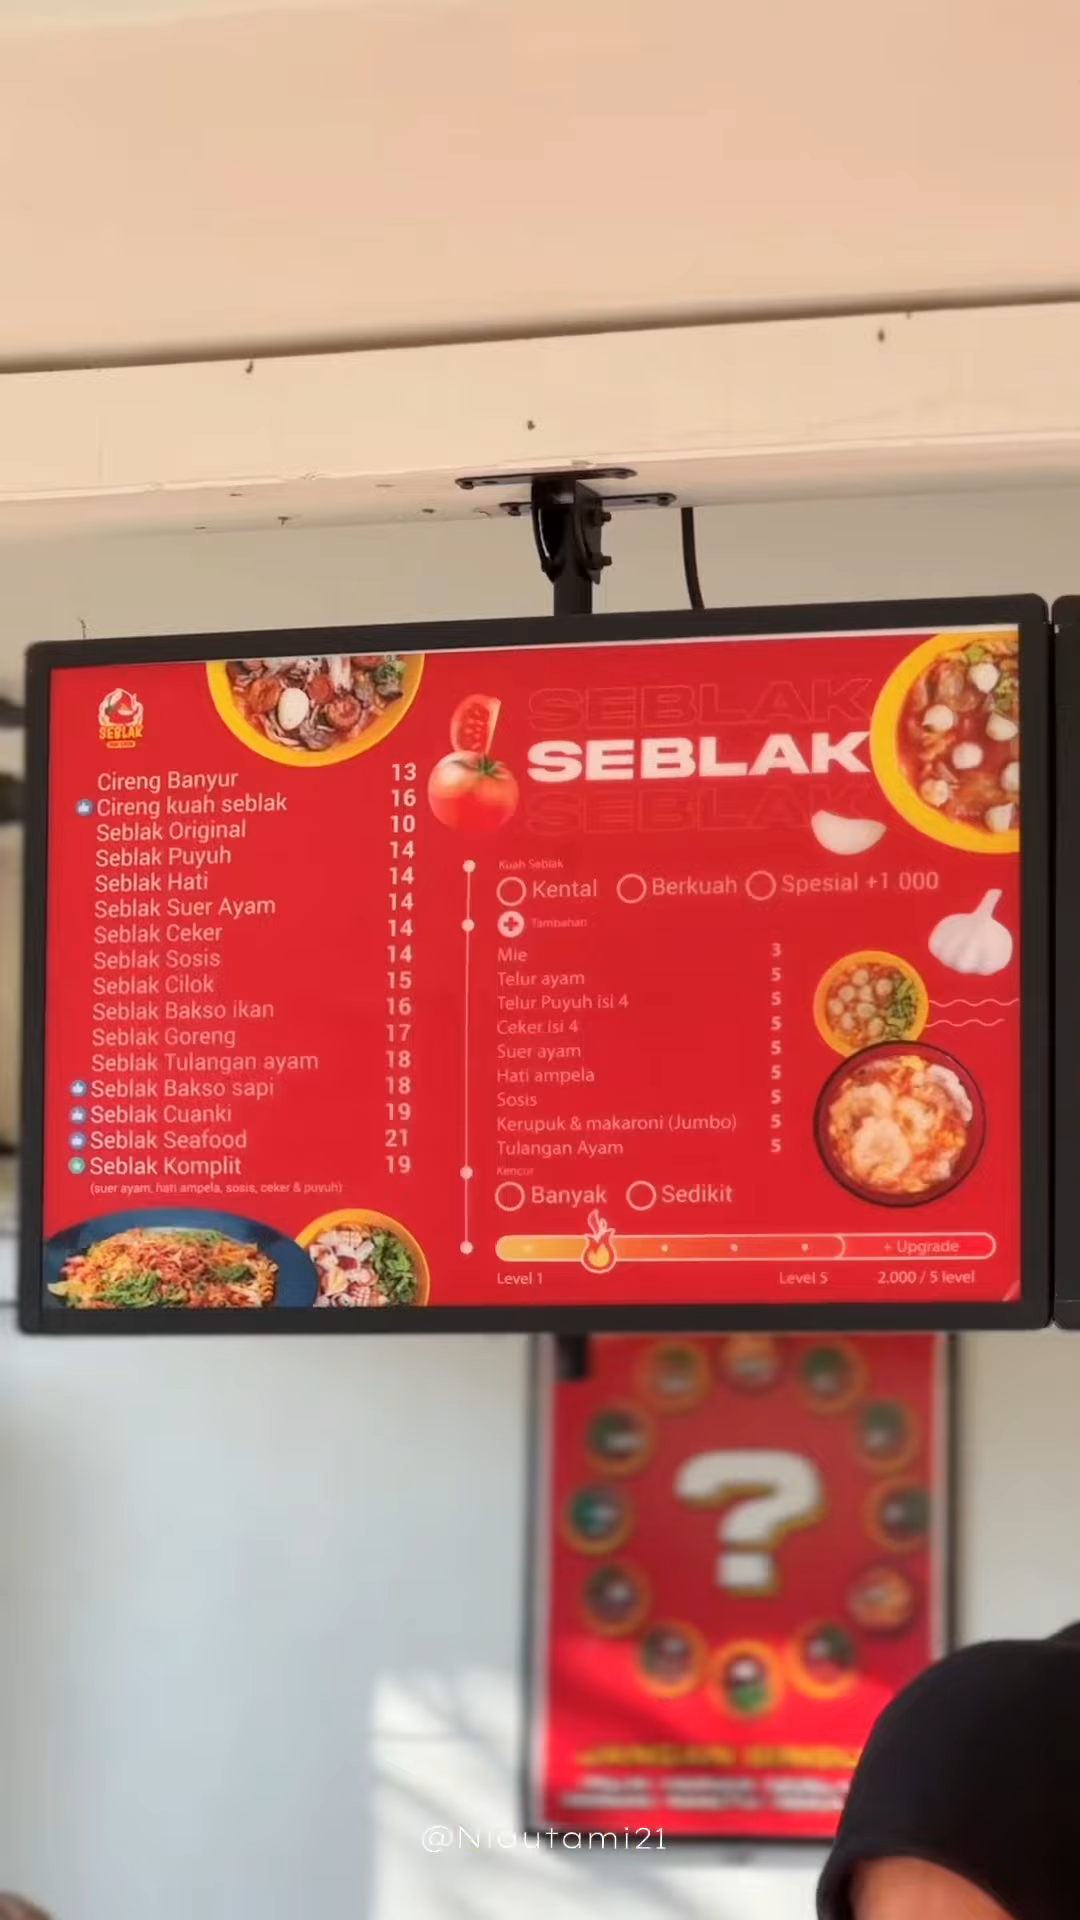 SEBLAK
Cireng Banyur 13
Cireng kuah seblak 16
Seblak Original 10
Seblak Puyuh 14
Seblak Hati 14
Seblak Suer Ayam 14
Seblak Ceker 14
Seblak Sosis 14
Seblak Cilok 15
Seblak Bakso ikan 16
Seblak Goreng 17
Seblak Tulangan ayam 18
Seblak Bakso sapi 18
Seblak Cuanki 19
Seblak Seafood 21
Seblak Komplit 19
(suer ayam, hati ampela, sosis, ceker & puyuh)
SEBLAK
SEBLAK
SEBLAK
Kuah Seblak
Kental Berkuah Spesial +1.000
Tambahan
Mie 3
Telur ayam 5
Telur Puyuh isi 4 5
Ceker isi 4 5
Suer ayam 5
Hati ampela 5
Sosis 5
Kerupuk & makaroni (Jumbo) 5
Tulangan Ayam 5
Kencur
Banyak Sedikit
+ Upgrade
Level 1 Level 5 2.000 / 5 level
?
@Niautami21